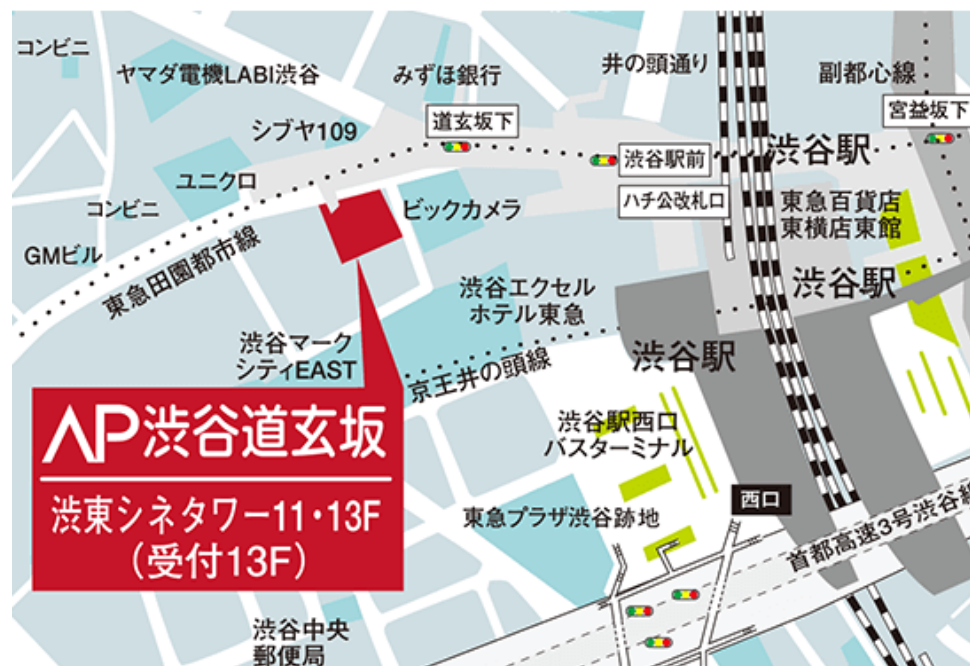 コンビニ
ヤマダ電機LABI渋谷
みずほ銀行
井の頭通り
副都心線
宮益坂下
道玄坂下
シブヤ109
渋谷駅前
渋谷駅
ユニクロ
ハチ公改札口
東急百貨店
東横店東館
コンビニ
ビックカメラ
GMビル
東急田園都市線
渋谷エクセル
ホテル東急
渋谷駅
渋谷マーク
シティEAST
京王井の頭線
渋谷駅
AP渋谷道玄坂
渋東シネタワー11・13F
(受付13F)
渋谷駅西口
バスターミナル
西口
東急プラザ渋谷跡地
首都高速3号渋谷線
渋谷中央
郵便局